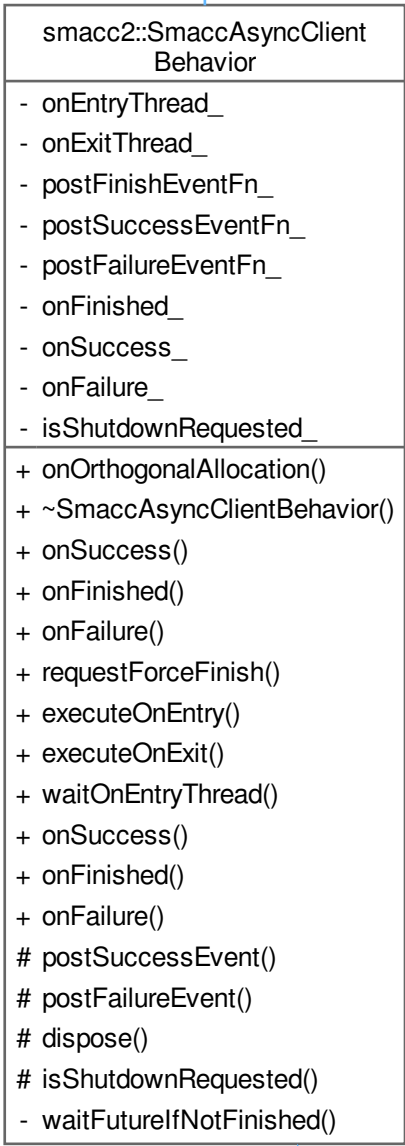 smacc2::SmaccAsyncClient
Behavior
- onEntryThread_
- onExitThread_
- postFinishEventFn_
- postSuccessEventFn_
- postFailureEventFn_
- onFinished_
- onSuccess_
- onFailure_
- isShutdownRequested_
+ onOrthogonalAllocation()
+ ~SmaccAsyncClientBehavior()
+ onSuccess()
+ onFinished()
+ onFailure()
+ requestForceFinish()
+ executeOnEntry()
+ executeOnExit()
+ waitOnEntryThread()
+ onSuccess()
+ onFinished()
+ onFailure()
# postSuccessEvent()
# postFailureEvent()
# dispose()
# isShutdownRequested()
- waitFutureIfNotFinished()